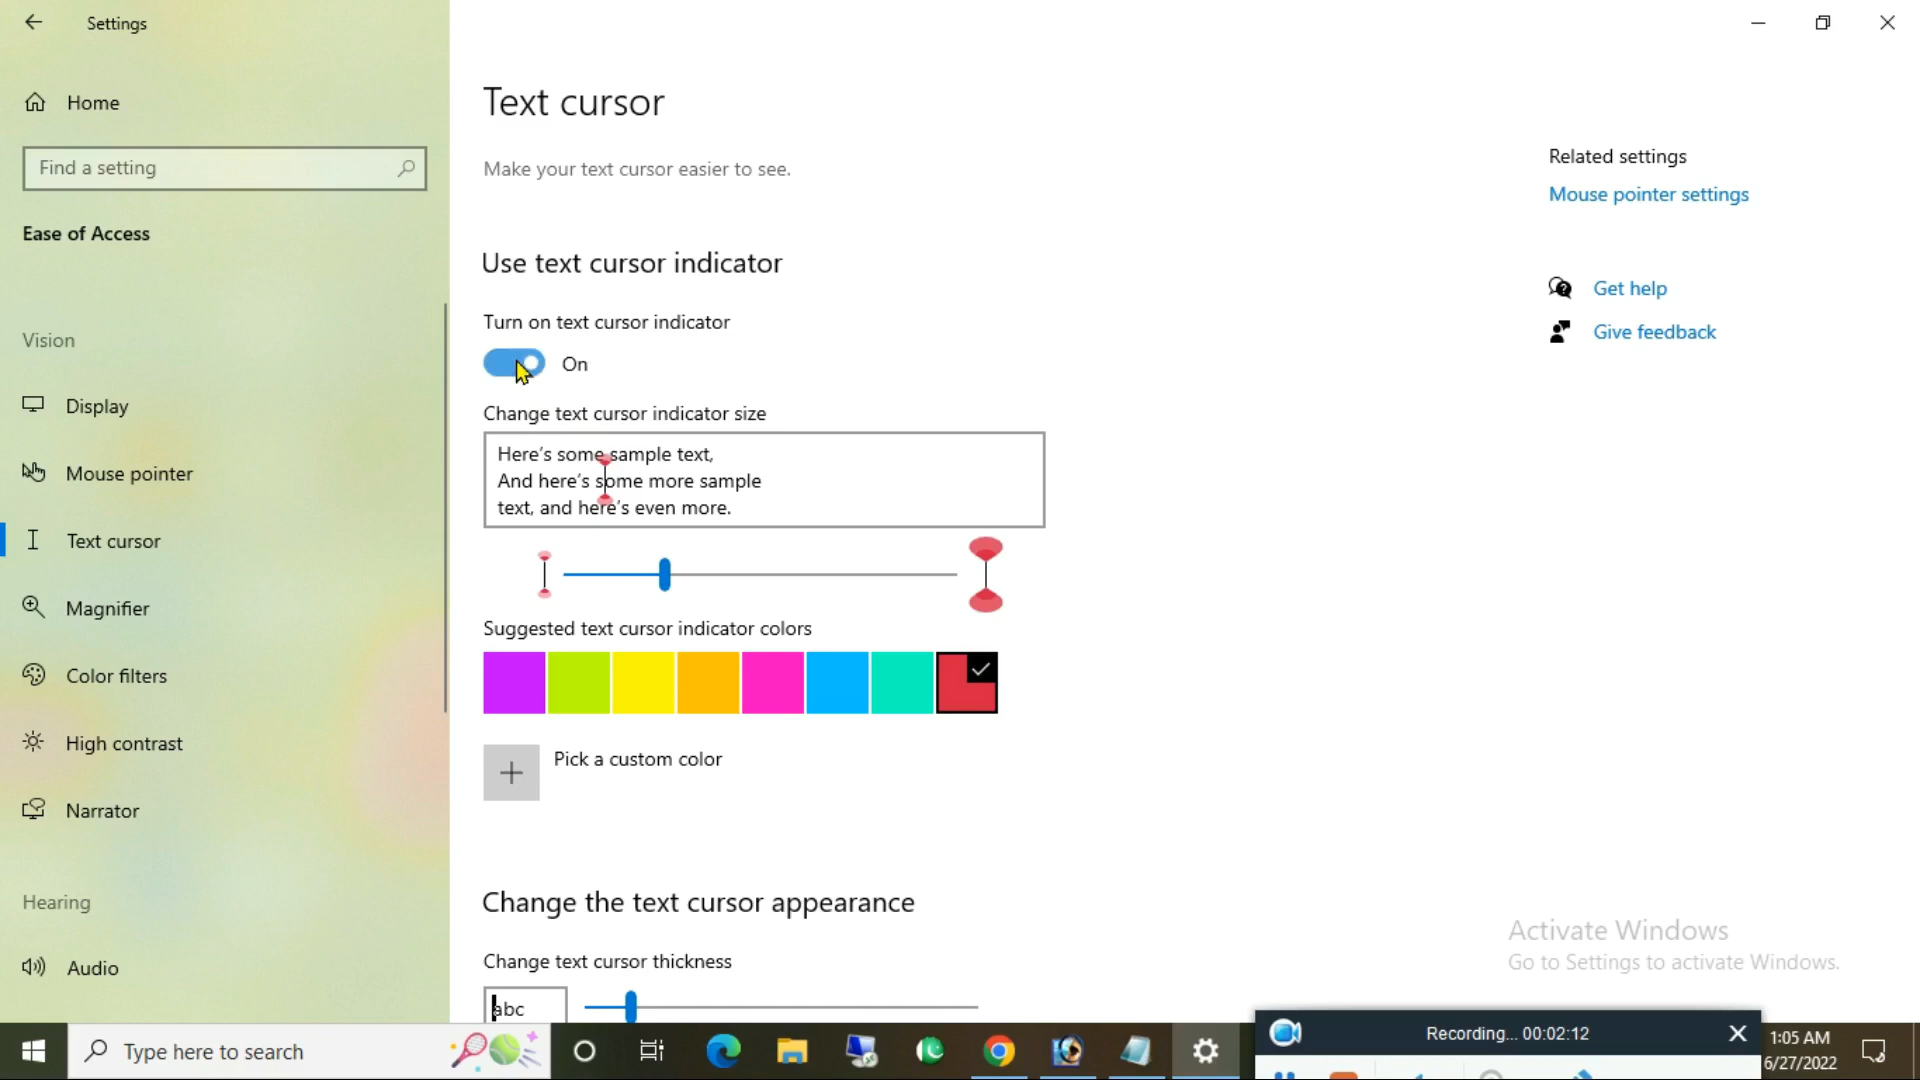 Settings
Home
Find a setting
Ease of Access
Vision
Display
Mouse pointer
Text cursor
Magnifier
Color filters
High contrast
Narrator
Hearing
Audio
Text cursor
Make your text cursor easier to see.
Use text cursor indicator
Turn on text cursor indicator
On
Change text cursor indicator size
Here's some sample text,
And here's some more sample
text, and here's even more.
Suggested text cursor indicator colors
Pick a custom color
Change the text cursor appearance
Change text cursor thickness
abc
Related settings
Mouse pointer settings
Get help
Give feedback
Activate Windows
Go to Settings to activate Windows.
Type here to search
Recording... 00:02:12
1:05 AM
6/27/2022